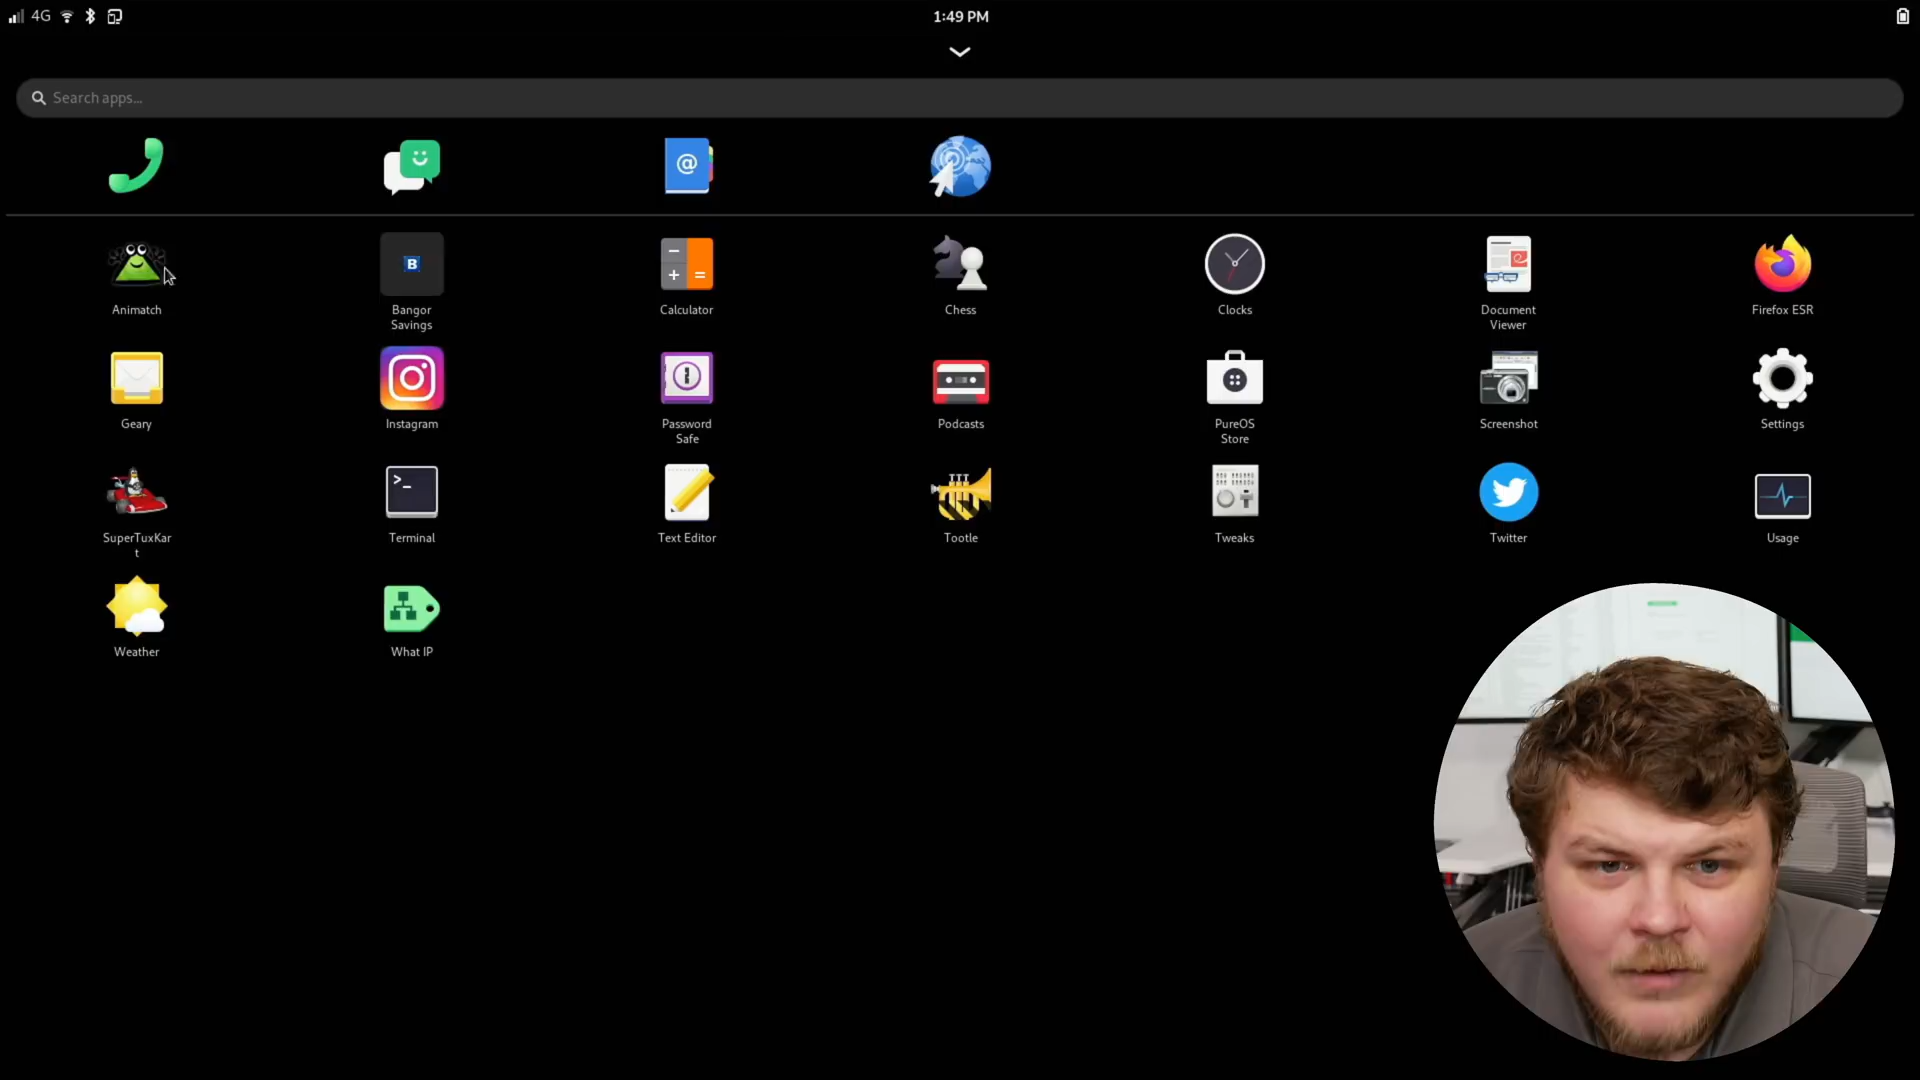 4G
1:49 PM
Search apps...
@
Animatch
B
Bangor
Savings
Calculator
Chess
Clocks
Document
Viewer
Firefox ESR
Geary
Instagram
Password
Safe
Podcasts
PureOS
Store
Screenshot
Settings
SuperTuxKar
t
>_
Terminal
Text Editor
Tootle
Tweaks
Twitter
Usage
Weather
What IP